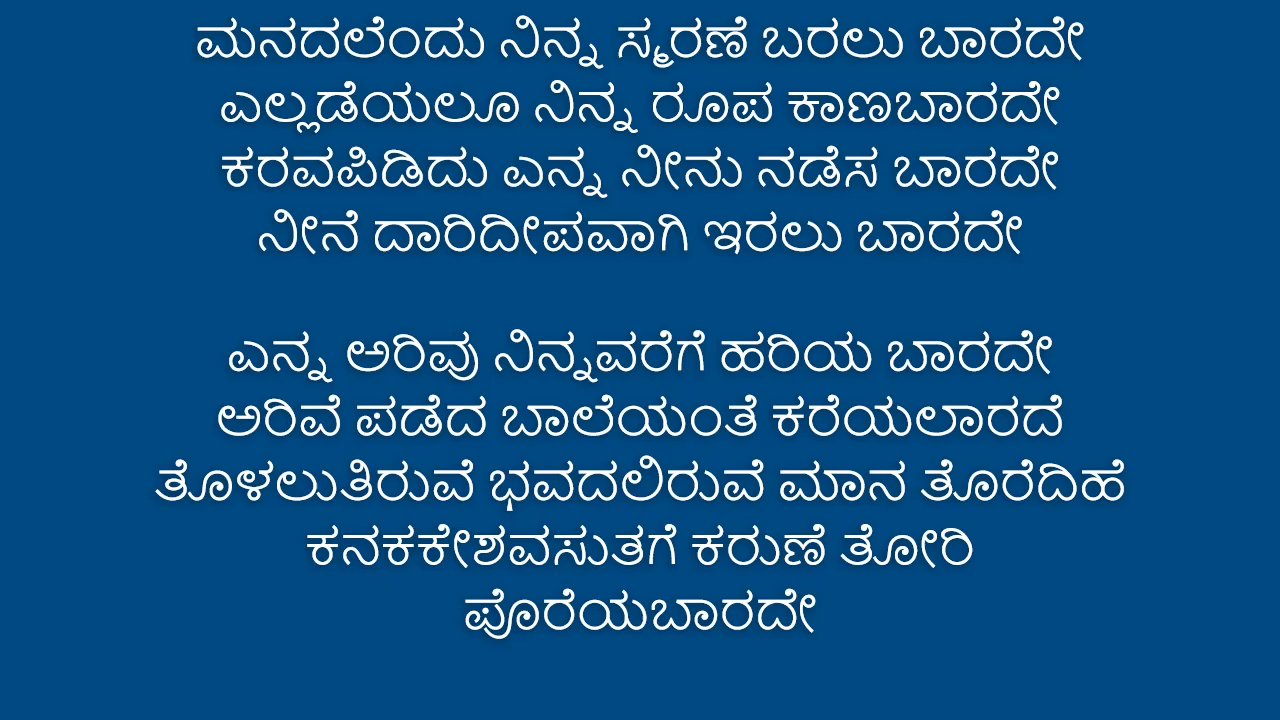 ಮನದಲೆಂದು ನಿನ್ನ ಸ್ಮರಣೆ ಬರಲು ಬಾರದೇ
ಎಲ್ಲಡೆಯಲೂ ನಿನ್ನ ರೂಪ ಕಾಣಬಾರದೇ
ಕರವಪಿಡಿದು ಎನ್ನ ನೀನು ನಡೆಸ ಬಾರದೇ
ನೀನೆ ದಾರಿದೀಪವಾಗಿ ಇರಲು ಬಾರದೇ
ಎನ್ನ ಅರಿವು ನಿನ್ನವರೆಗೆ ಹರಿಯ ಬಾರದೇ
ಅರಿವೆ ಪಡೆದ ಬಾಲೆಯಂತೆ ಕರೆಯಲಾರದೆ
ತೊಳಲುತಿರುವೆ ಭವದಲಿರುವೆ ಮಾನ ತೊರೆದಿಹೆ
ಕನಕಕೇಶವಸುತಗೆ ಕರುಣೆ ತೋರಿ
ಪೊರೆಯಬಾರದೇ